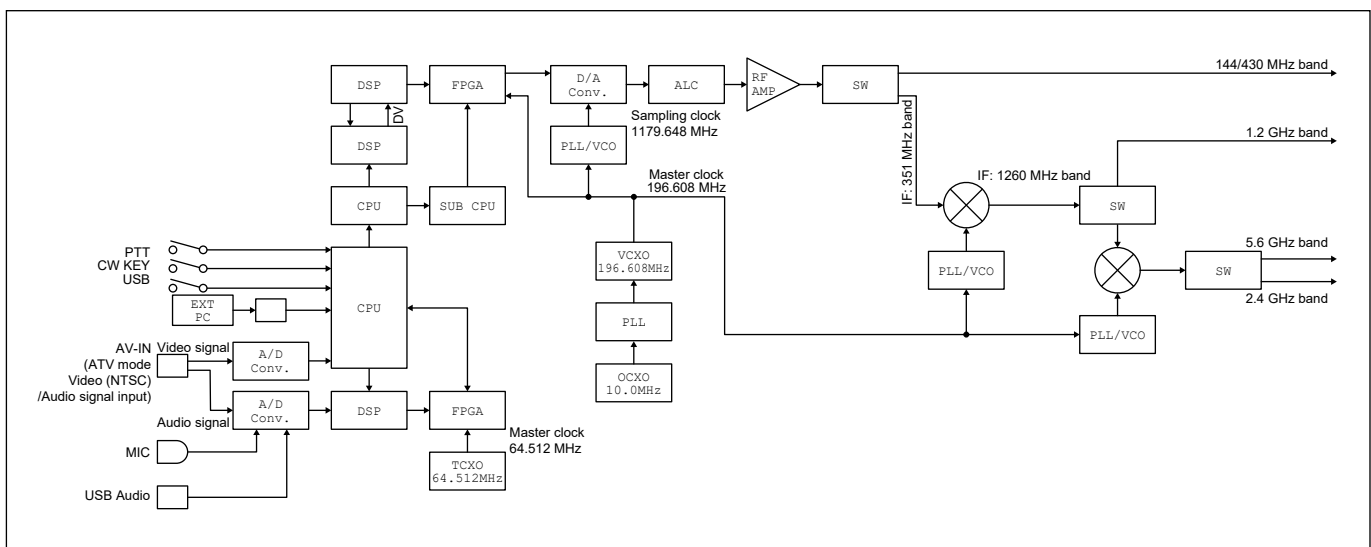 DSP
FPGA
D/A
Conv.
ALC
RF
AMP
SW
144/430 MHz band
DV
Sampling clock
1179.648 MHz
IF: 351 MHz band
DSP
PLL/VCO
1.2 GHz band
Master clock
196.608 MHz
IF: 1260 MHz band
CPU
SUB CPU
SW
PTT
CW KEY
USB
VCXO
196.608MHz
PLL/VCO
5.6 GHz band
SW
2.4 GHz band
EXT
PC
CPU
PLL
PLL/VCO
AV-IN
(ATV mode
Video (NTSC)
/Audio signal input)
Video signal
A/D
Conv.
OCXO
10.0MHz
Audio signal
A/D
Conv.
DSP
FPGA
Master clock
64.512 MHz
MIC
TCXO
64.512MHz
USB Audio